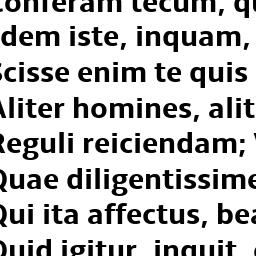 Conferam tecum, qu
dem iste, inquam,
Scisse enim te quis
Aliter homines, alit
Reguli reiciendam; V
Quae diligentissime
Qui ita affectus, bea
Quid igitur, inquit,